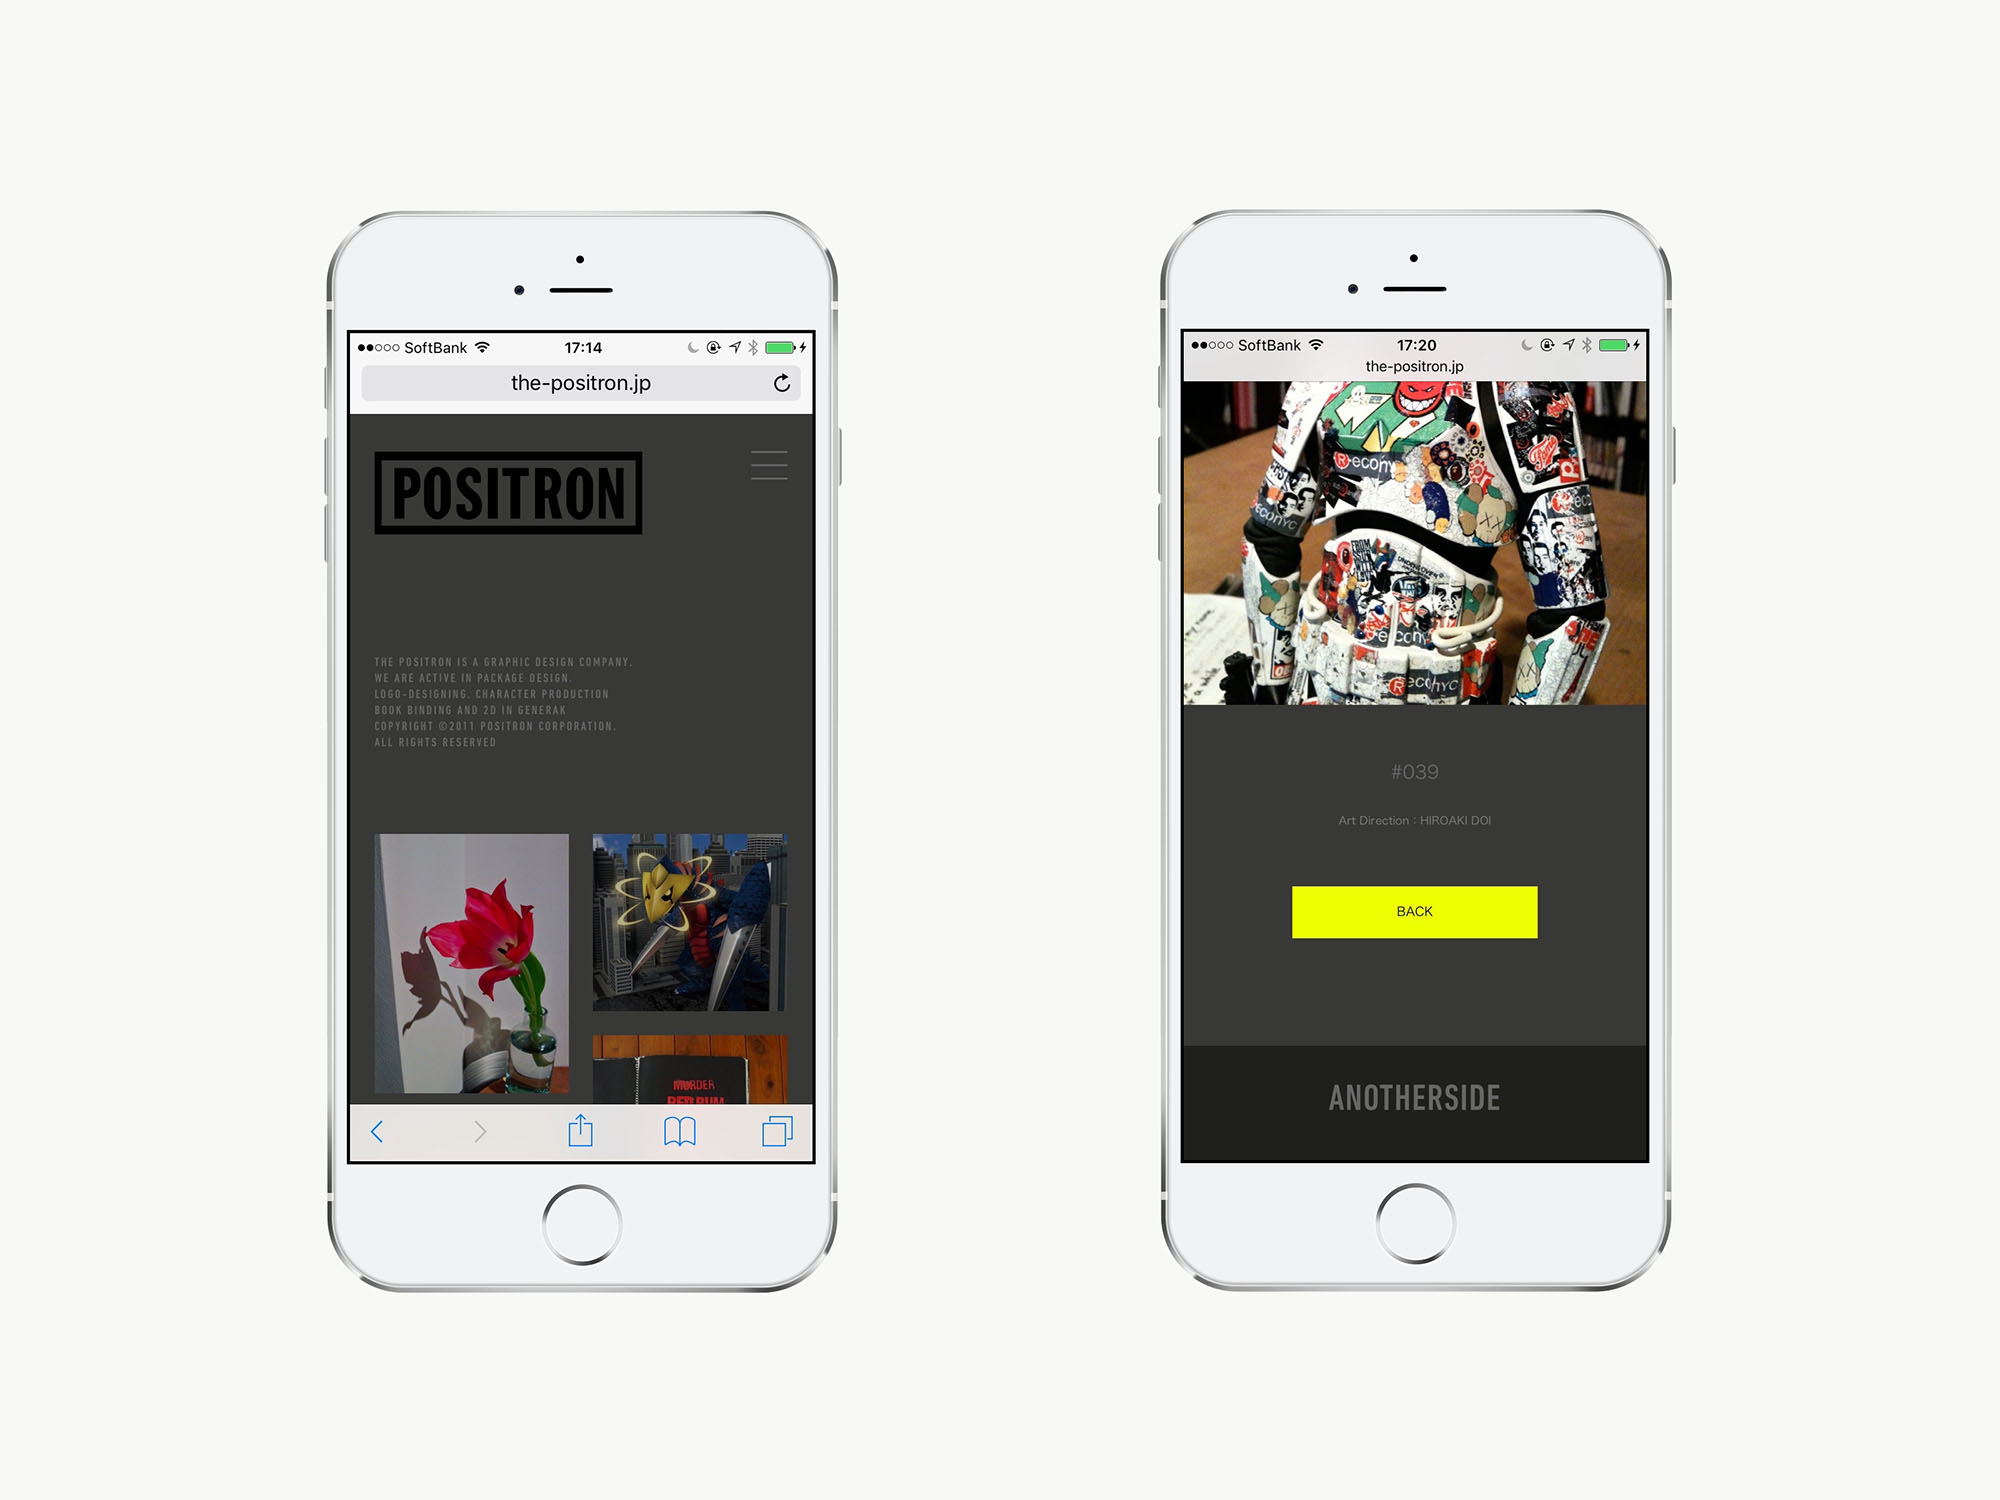 SoftBank 17:14
the-positron.jp
POSITRON
THE POSITRON IS A GRAPHIC DESIGN COMPANY.
WE ARE ACTIVE IN PACKAGE DESIGN.
LOGO-DESIGNING. CHARACTER PRODUCTION
BOOK BINDING AND 2D IN GENERAK
COPYRIGHT ©2011 POSITRON CORPORATION.
ALL RIGHTS RESERVED
MURDER
SoftBank 17:20
the-positron.jp
R·econyc
#039
Art Direction : HIROAKI DOI
BACK
ANOTHERSIDE